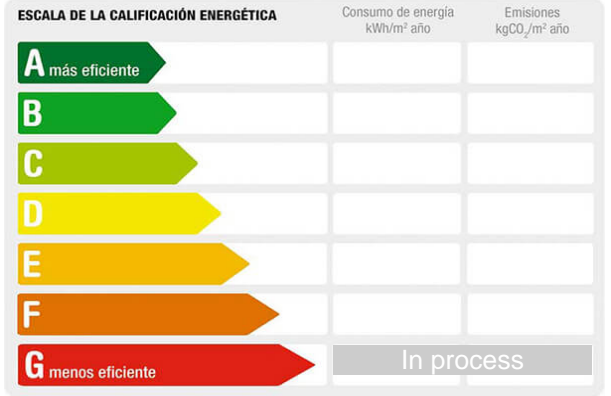 ESCALA DE LA CALIFICACIÓN ENERGÉTICA
Consumo de energía
kWh/m² año
Emisiones
kgCO₂/m² año
A más eficiente
B
C
D
E
F
G menos eficiente
In process